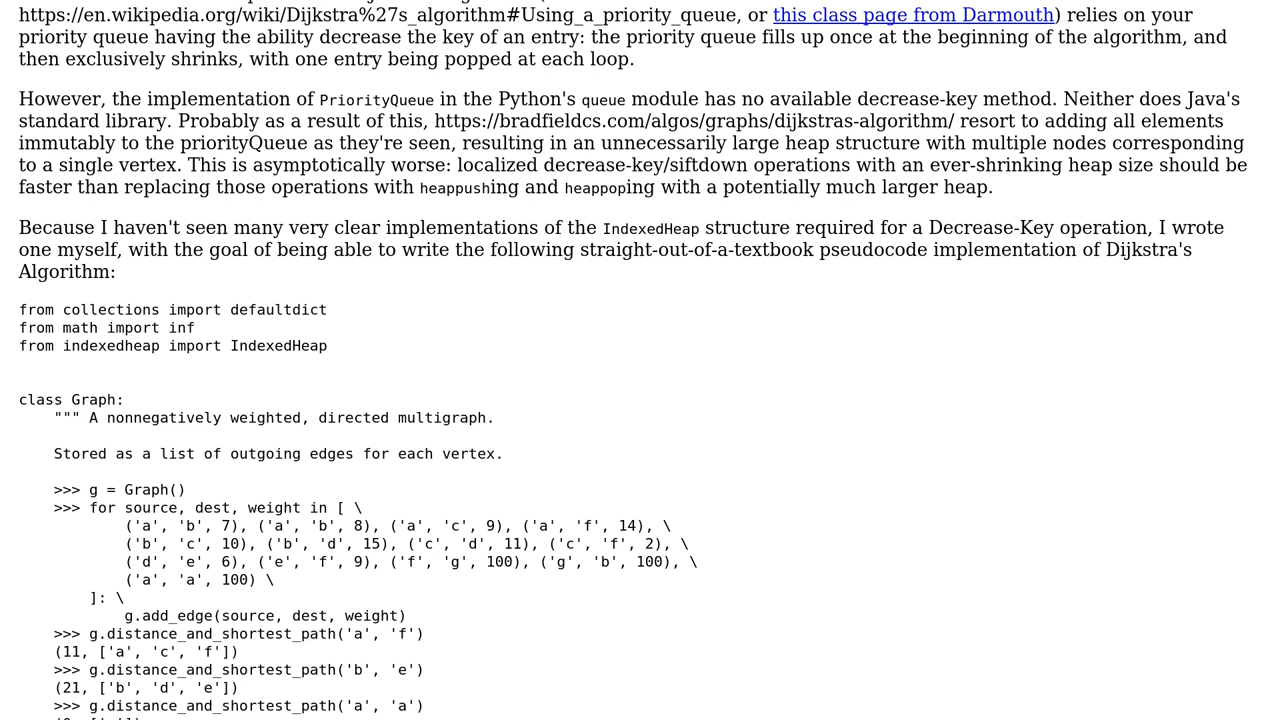 https://en.wikipedia.org/wiki/Dijkstra%27s_algorithm#Using_a_priority_queue, or this class page from Darmouth) relies on your
priority queue having the ability decrease the key of an entry: the priority queue fills up once at the beginning of the algorithm, and
then exclusively shrinks, with one entry being popped at each loop.
However, the implementation of PriorityQueue in the Python's queue module has no available decrease-key method. Neither does Java's
standard library. Probably as a result of this, https://bradfieldcs.com/algos/graphs/dijkstras-algorithm/ resort to adding all elements
immutably to the priorityQueue as they're seen, resulting in an unnecessarily large heap structure with multiple nodes corresponding
to a single vertex. This is asymptotically worse: localized decrease-key/siftdown operations with an ever-shrinking heap size should be
faster than replacing those operations with heappushing and heappoping with a potentially much larger heap.
Because I haven't seen many very clear implementations of the IndexedHeap structure required for a Decrease-Key operation, I wrote
one myself, with the goal of being able to write the following straight-out-of-a-textbook pseudocode implementation of Dijkstra's
Algorithm:
from collections import defaultdict
from math import inf
from indexedheap import IndexedHeap
class Graph:
    """ A nonnegatively weighted, directed multigraph.
    Stored as a list of outgoing edges for each vertex.
    >>> g = Graph()
    >>> for source, dest, weight in [ \
            ('a', 'b', 7), ('a', 'b', 8), ('a', 'c', 9), ('a', 'f', 14), \
            ('b', 'c', 10), ('b', 'd', 15), ('c', 'd', 11), ('c', 'f', 2), \
            ('d', 'e', 6), ('e', 'f', 9), ('f', 'g', 100), ('g', 'b', 100), \
            ('a', 'a', 100) \
        ]: \
            g.add_edge(source, dest, weight)
    >>> g.distance_and_shortest_path('a', 'f')
    (11, ['a', 'c', 'f'])
    >>> g.distance_and_shortest_path('b', 'e')
    (21, ['b', 'd', 'e'])
    >>> g.distance_and_shortest_path('a', 'a')